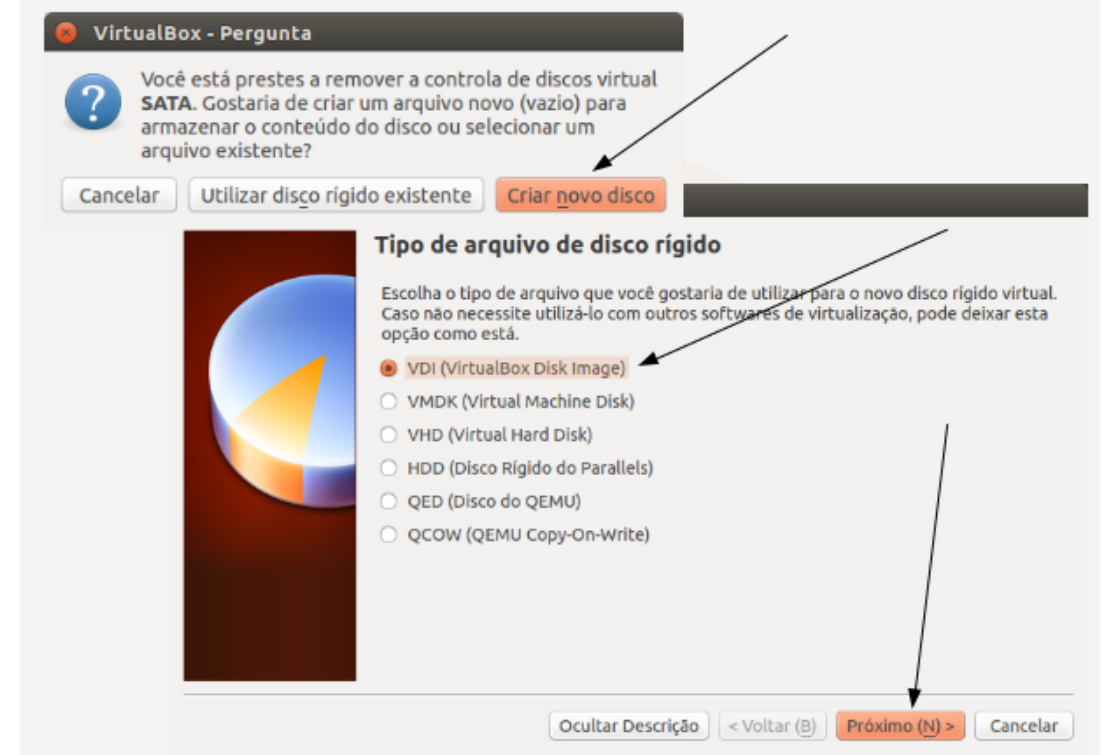 VirtualBox - Pergunta
Você está prestes a remover a controla de discos virtual
SATA. Gostaria de criar um arquivo novo (vazio) para
armazenar o conteúdo do disco ou selecionar um
arquivo existente?
Cancelar Utilizar disco rígido existente Criar novo disco
Tipo de arquivo de disco rígido
Escolha o tipo de arquivo que você gostaria de utilizar para o novo disco rígido virtual.
Caso não necessite utilizá-lo com outros softwares de virtualização, pode deixar esta
opção como está.
VDI (VirtualBox Disk Image)
VMDK (Virtual Machine Disk)
VHD (Virtual Hard Disk)
HDD (Disco Rígido do Parallels)
QED (Disco do QEMU)
QCOW (QEMU Copy-On-Write)
Ocultar Descrição < Voltar (B) Próximo (N) > Cancelar